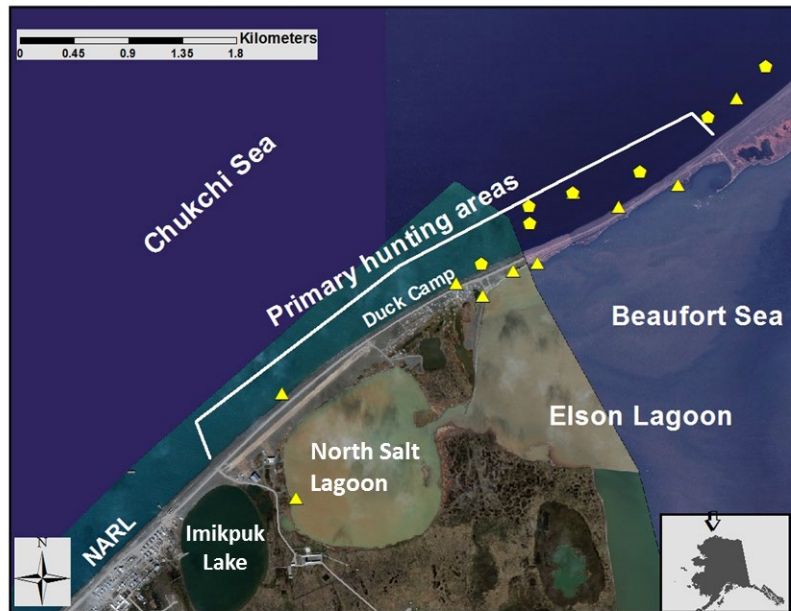 Kilometers
0 0.45 0.9 1.35 1.8
Chukchi Sea
Primary hunting areas
Duck Camp
Beaufort Sea
Elson Lagoon
North Salt
Lagoon
Imikpuk
Lake
NARL
N